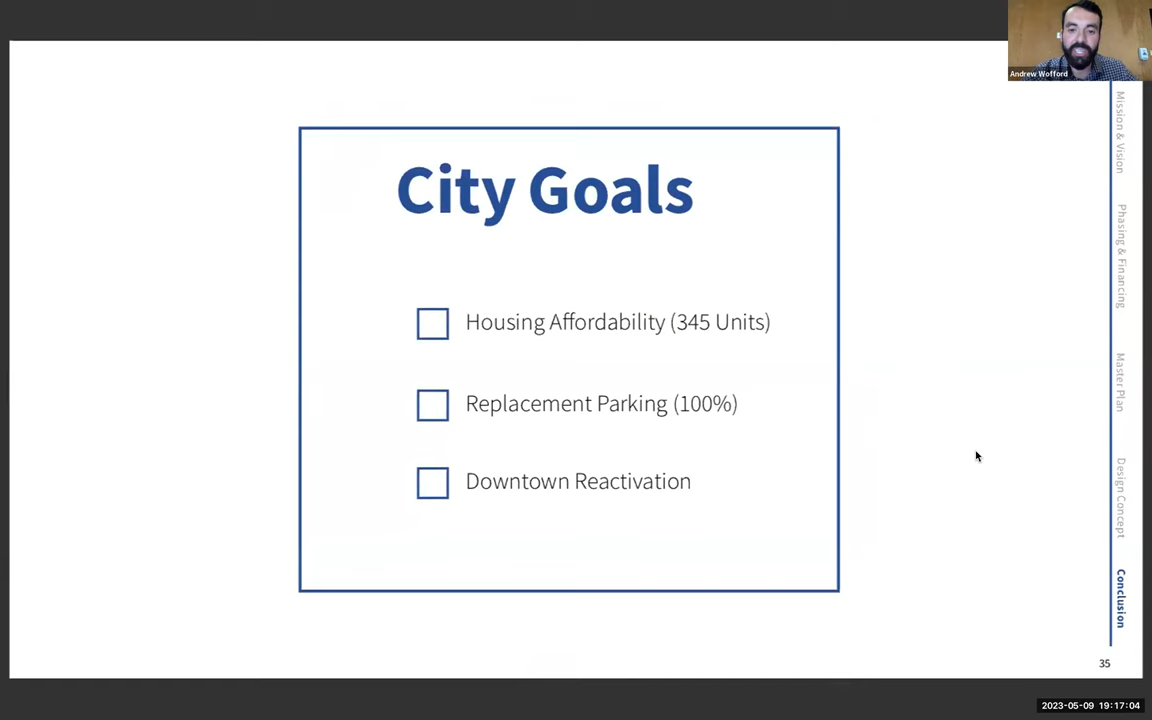 Andrew Wofford
City Goals
Housing Affordability (345 Units)
Replacement Parking (100%)
Downtown Reactivation
Mission & Vision
Phasing & Financing
Master Plan
Design Concept
Conclusion
35
2023-05-09 19:17:04